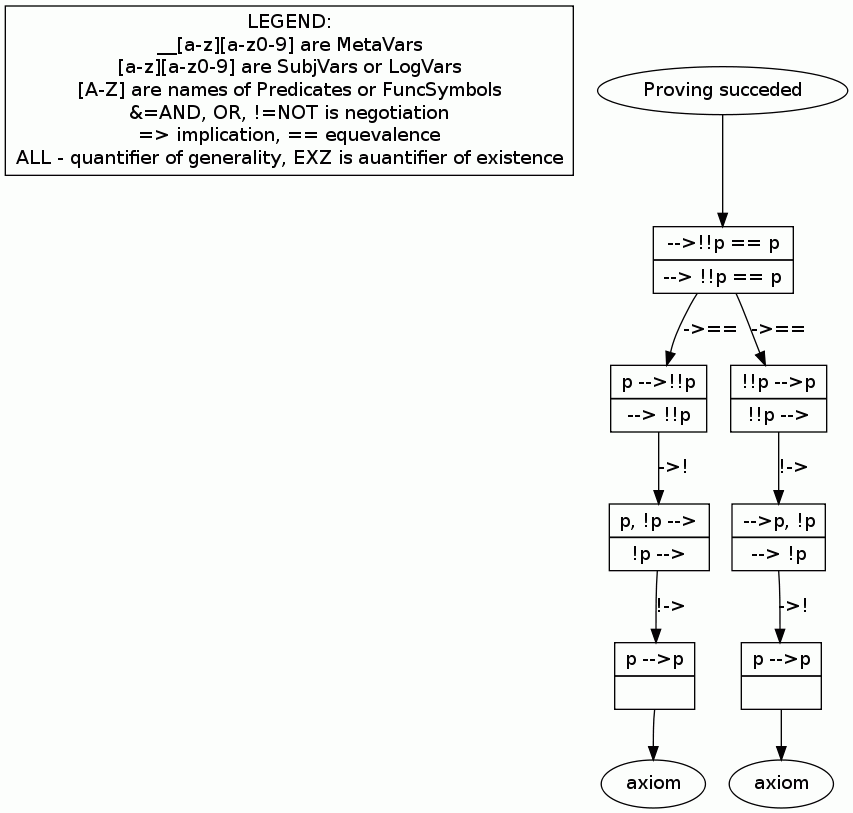 LEGEND:
__[a-z][a-z0-9] are MetaVars
[a-z][a-z0-9] are SubjVars or LogVars
[A-Z] are names of Predicates or FuncSymbols
&=AND, OR, !=NOT is negotiation
=> implication, == equevalence
ALL - quantifier of generality, EXZ is auantifier of existence
Proving succeded
-->!!p == p
--> !!p == p
->==
->==
p -->!!p
--> !!p
!!p -->p
!!p -->
->!
!->
p, !p -->
!p -->
-->p, !p
--> !p
!->
->!
p -->p
p -->p
axiom
axiom